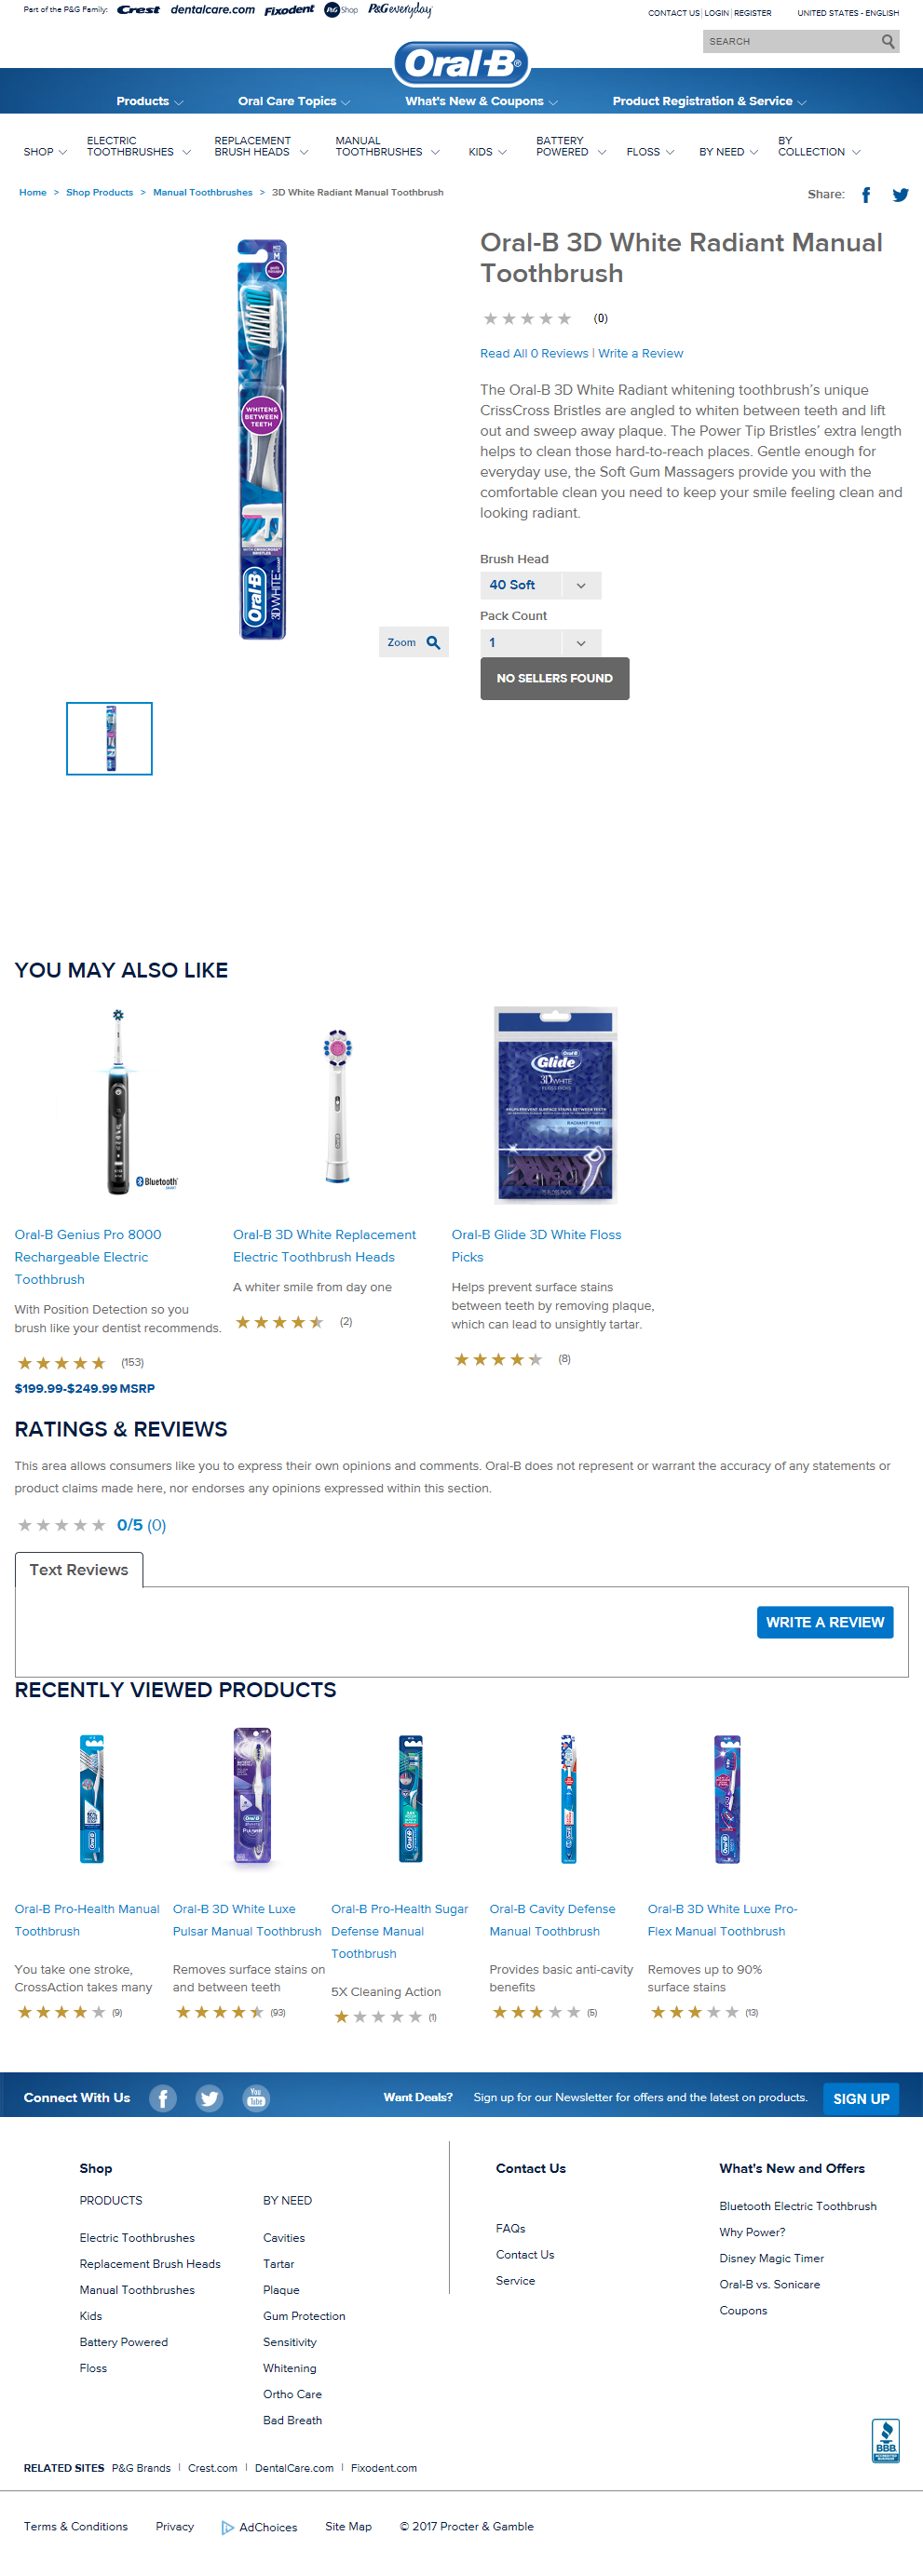 Part of the P&G Family: Crest dentalcare.com Fixodent P&G Shop P&G everyday
CONTACT US | LOGIN | REGISTER UNITED STATES - ENGLISH
SEARCH
Oral-B®
Products Oral Care Topics What's New & Coupons Product Registration & Service
SHOP ELECTRIC TOOTHBRUSHES REPLACEMENT BRUSH HEADS MANUAL TOOTHBRUSHES KIDS BATTERY POWERED FLOSS BY NEED BY COLLECTION
Home > Shop Products > Manual Toothbrushes > 3D White Radiant Manual Toothbrush
Share:
Oral-B 3D White Radiant Manual
Toothbrush
(0)
Read All 0 Reviews | Write a Review
The Oral-B 3D White Radiant whitening toothbrush's unique
CrissCross Bristles are angled to whiten between teeth and lift
out and sweep away plaque. The Power Tip Bristles' extra length
helps to clean those hard-to-reach places. Gentle enough for
everyday use, the Soft Gum Massagers provide you with the
comfortable clean you need to keep your smile feeling clean and
looking radiant.
M
WHITENS
BETWEEN
TEETH
Oral-B
3D WHITE
Brush Head
40 Soft
Pack Count
1
Zoom
NO SELLERS FOUND
YOU MAY ALSO LIKE
Bluetooth
Oral-B
Glide
3D WHITE
FLOSS PICKS
RADIANT MINT
Oral-B Genius Pro 8000
Rechargeable Electric
Toothbrush
With Position Detection so you
brush like your dentist recommends.
(153)
$199.99-$249.99 MSRP
Oral-B 3D White Replacement
Electric Toothbrush Heads
A whiter smile from day one
(2)
Oral-B Glide 3D White Floss
Picks
Helps prevent surface stains
between teeth by removing plaque,
which can lead to unsightly tartar.
(8)
RATINGS & REVIEWS
This area allows consumers like you to express their own opinions and comments. Oral-B does not represent or warrant the accuracy of any statements or
product claims made here, nor endorses any opinions expressed within this section.
0/5 (0)
Text Reviews
WRITE A REVIEW
RECENTLY VIEWED PRODUCTS
Oral-B Pro-Health Manual
Toothbrush
You take one stroke,
CrossAction takes many
(9)
Oral-B 3D White Luxe
Pulsar Manual Toothbrush
Removes surface stains on
and between teeth
(93)
Oral-B Pro-Health Sugar
Defense Manual
Toothbrush
5X Cleaning Action
(1)
Oral-B Cavity Defense
Manual Toothbrush
Provides basic anti-cavity
benefits
(5)
Oral-B 3D White Luxe Pro-
Flex Manual Toothbrush
Removes up to 90%
surface stains
(13)
Connect With Us You Tube Want Deals? Sign up for our Newsletter for offers and the latest on products. SIGN UP
Shop
PRODUCTS
Electric Toothbrushes
Replacement Brush Heads
Manual Toothbrushes
Kids
Battery Powered
Floss
BY NEED
Cavities
Tartar
Plaque
Gum Protection
Sensitivity
Whitening
Ortho Care
Bad Breath
Contact Us
FAQs
Contact Us
Service
What's New and Offers
Bluetooth Electric Toothbrush
Why Power?
Disney Magic Timer
Oral-B vs. Sonicare
Coupons
BBB
RELATED SITES P&G Brands | Crest.com | DentalCare.com | Fixodent.com
Terms & Conditions Privacy AdChoices Site Map © 2017 Procter & Gamble